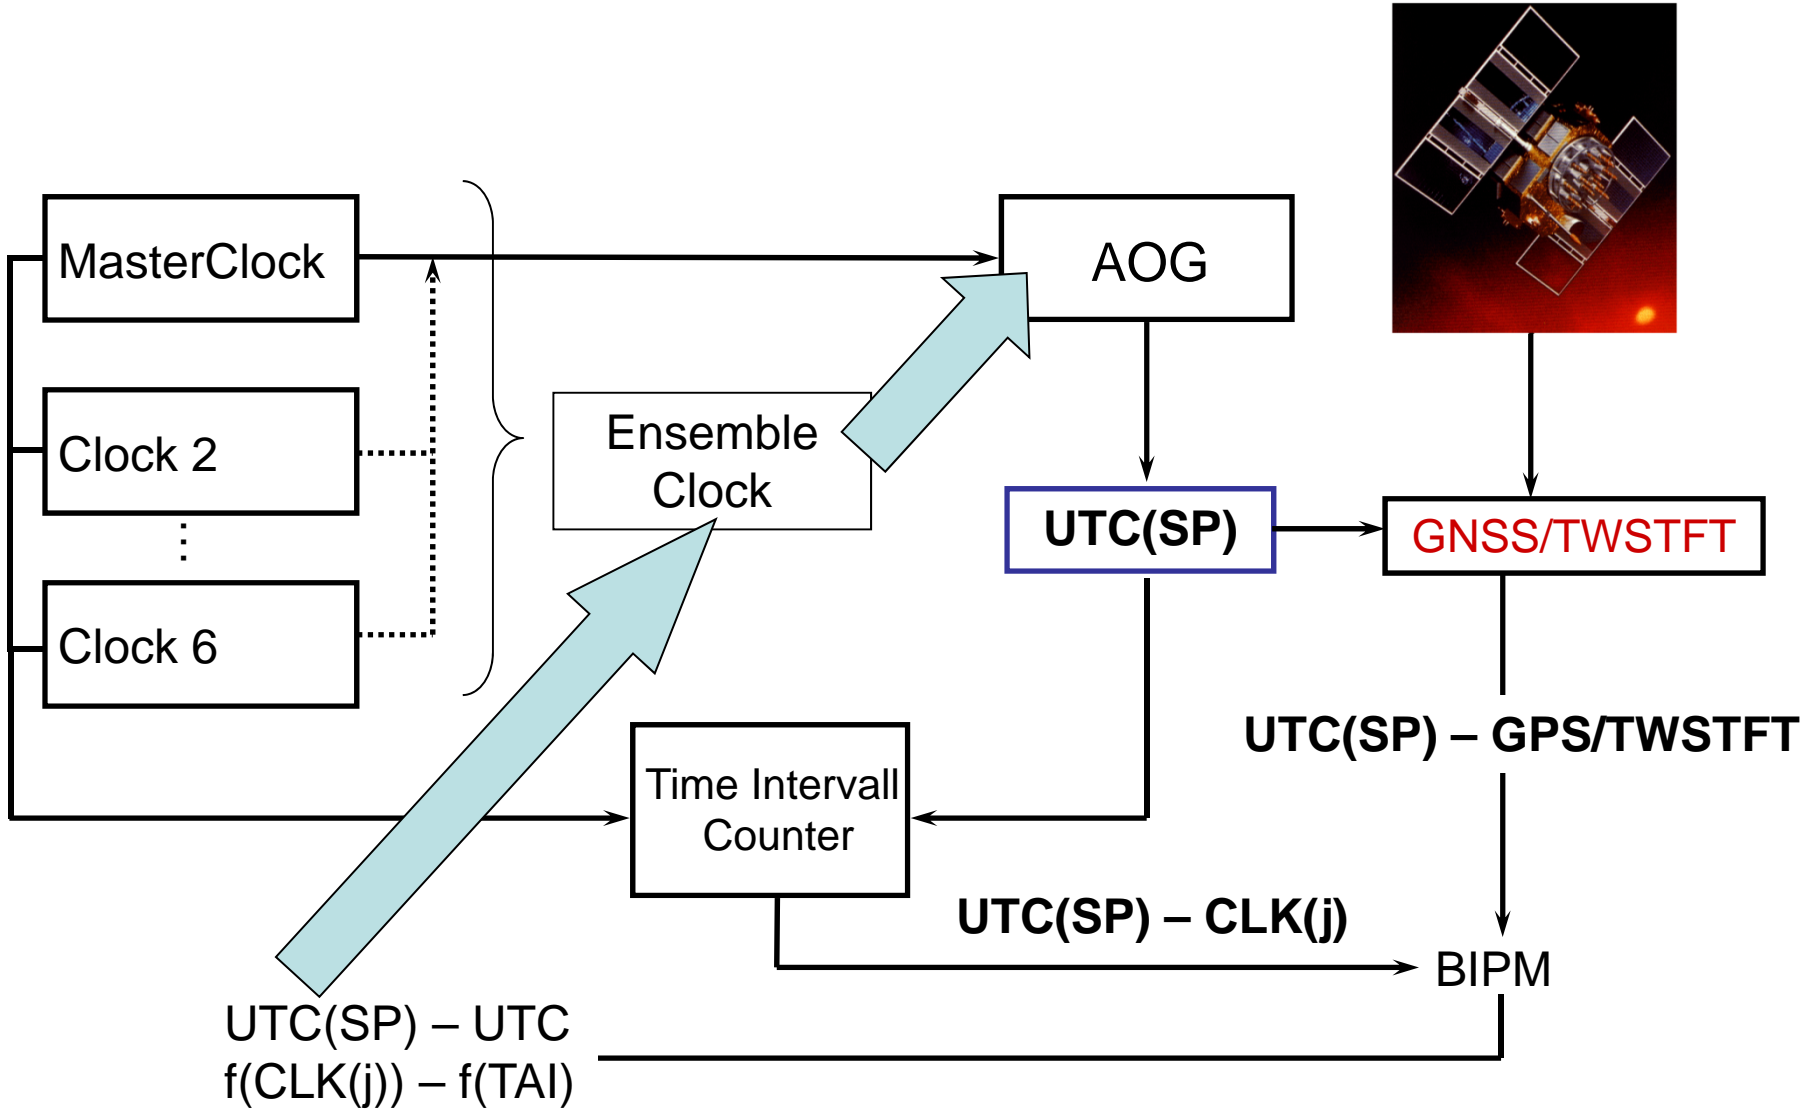 MasterClock
AOG
Clock 2
Ensemble
Clock
UTC(SP)
GNSS/TWSTFT
Clock 6
UTC(SP) – GPS/TWSTFT
Time Intervall
Counter
UTC(SP) – CLK(j)
BIPM
UTC(SP) – UTC
f(CLK(j)) – f(TAI)